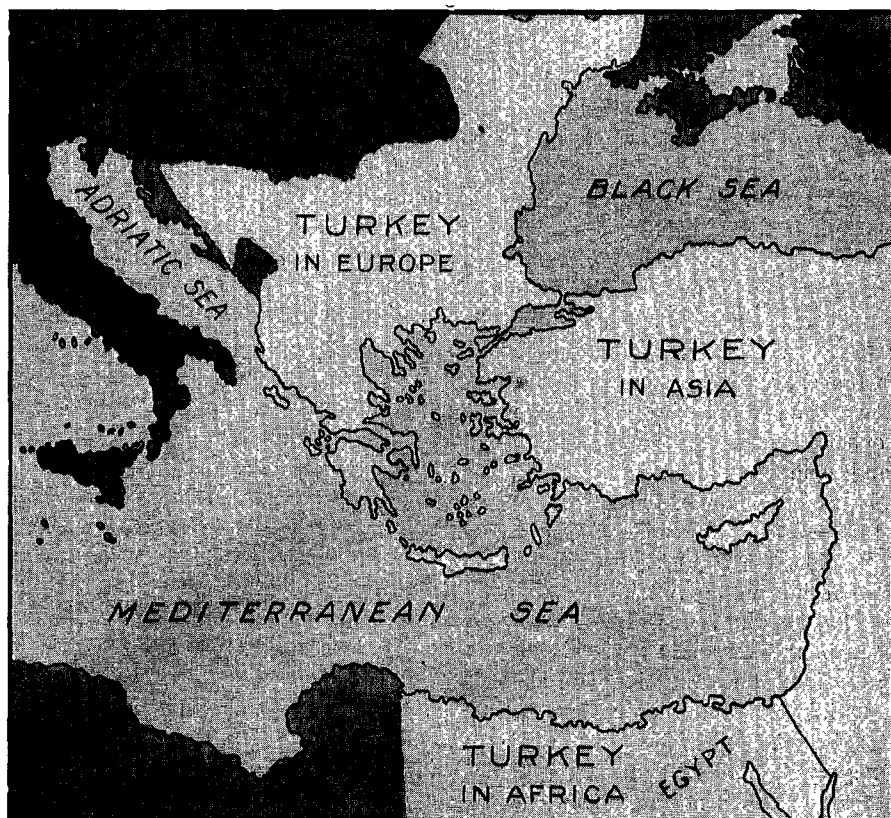 BLACK SEA
ADRIATIC SEA
TURKEY
IN EUROPE
TURKEY
IN ASIA
MEDITERRANEAN SEA
TURKEY
IN AFRICA
EGYPT